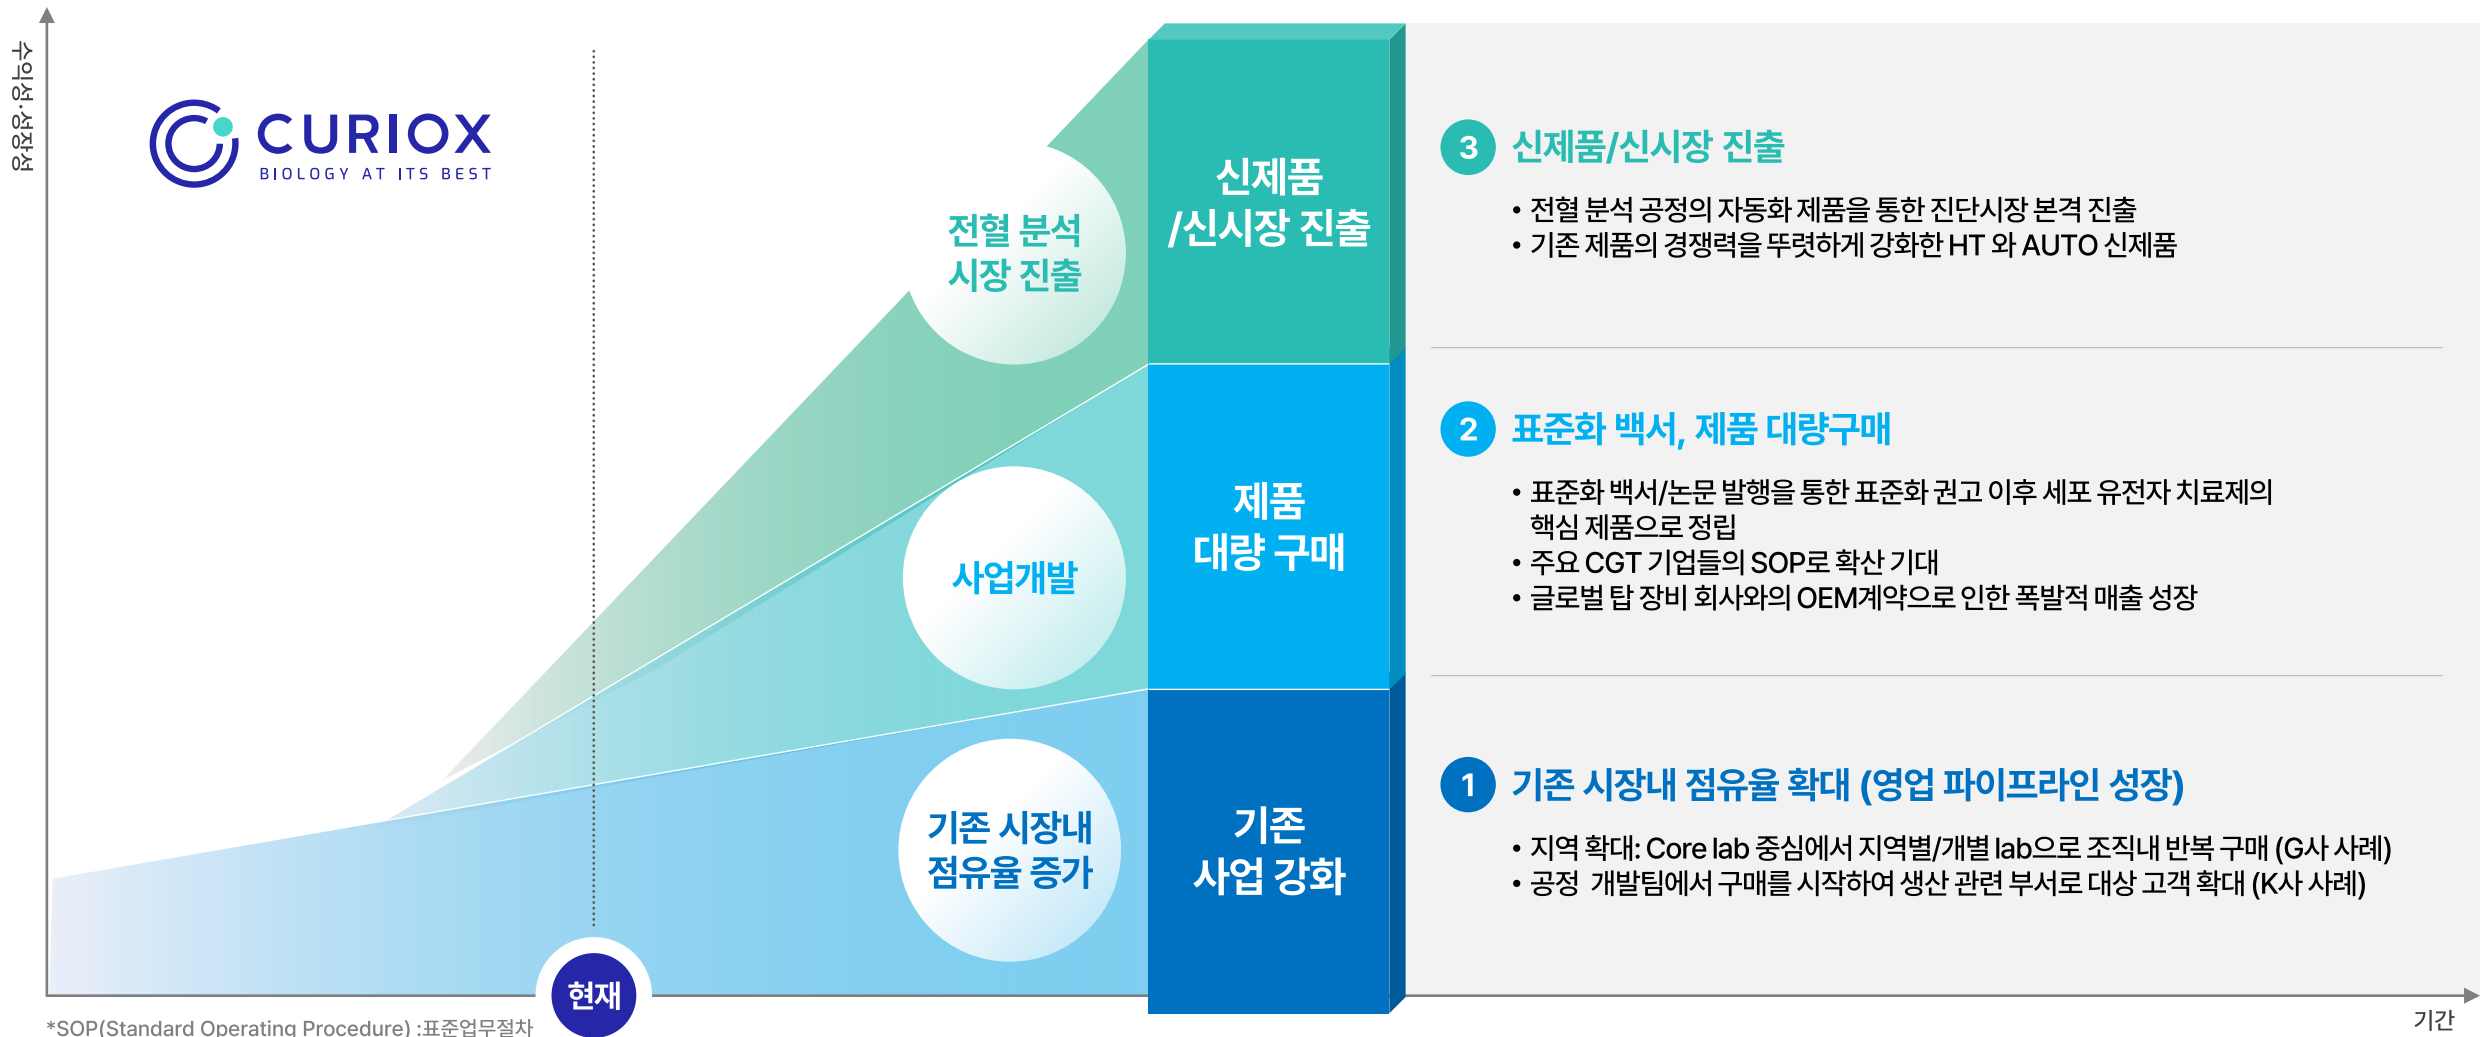 수익성·성장성
CURIOX
BIOLOGY AT ITS BEST
전혈 분석
시장 진출
사업개발
기존 시장내
점유율 증가
신제품
/신시장 진출
제품
대량 구매
기존
사업 강화
3 신제품/신시장 진출
• 전혈 분석 공정의 자동화 제품을 통한 진단시장 본격 진출
• 기존 제품의 경쟁력을 뚜렷하게 강화한 HT 와 AUTO 신제품
2 표준화 백서, 제품 대량구매
• 표준화 백서/논문 발행을 통한 표준화 권고 이후 세포 유전자 치료제의
핵심 제품으로 정립
• 주요 CGT 기업들의 SOP로 확산 기대
• 글로벌 탑 장비 회사와의 OEM계약으로 인한 폭발적 매출 성장
1 기존 시장내 점유율 확대 (영업 파이프라인 성장)
• 지역 확대: Core lab 중심에서 지역별/개별 lab으로 조직내 반복 구매 (G사 사례)
• 공정 개발팀에서 구매를 시작하여 생산 관련 부서로 대상 고객 확대 (K사 사례)
현재
기간
*SOP(Standard Operating Procedure) :표준업무절차